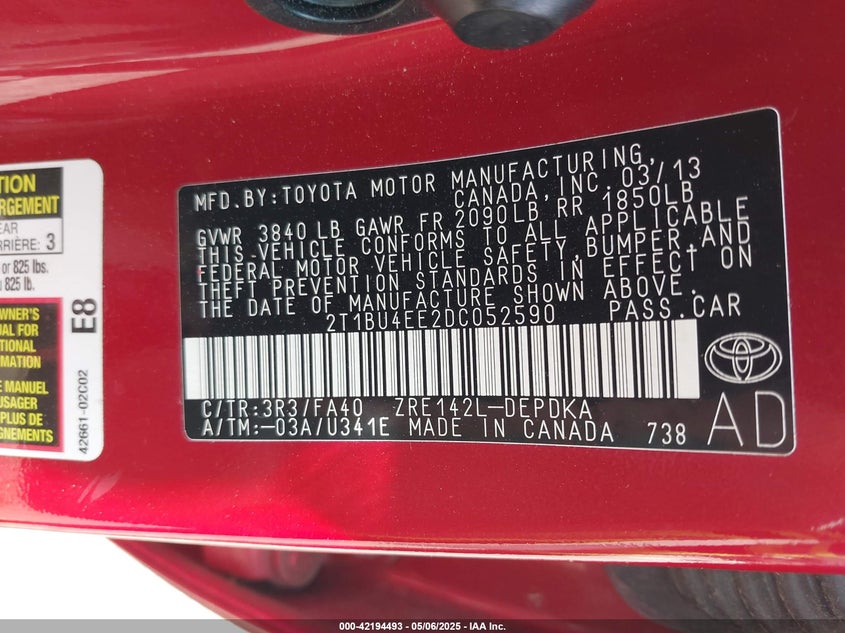 TION
ARGEMENT
EAR
RRIÈRE: 3
or 825 lbs.
825 lb.
OWNER'S
UAL FOR
TIONAL
RMATION
E MANUEL
USAGER
PLUS DE
GNEMENTS
E8
42661-02C02
MFD.BY:TOYOTA MOTOR MANUFACTURING,
CANADA, INC. 03/13
GVWR 3840 LB GAWR FR 2090LB RR 1850LB
THIS VEHICLE CONFORMS TO ALL APPLICABLE
FEDERAL MOTOR VEHICLE SAFETY,BUMPER,AND
THEFT PREVENTION STANDARDS IN EFFECT ON
THE DATE OF MANUFACTURE SHOWN ABOVE.
2T1BU4EE2DC052590 PASS.CAR
C/TR:3R3/FA40 ZRE142L-DEPDKA
A/TM:-03A/U341E MADE IN CANADA 738
AD
000-42194493 - 05/06/2025 - IAA Inc.